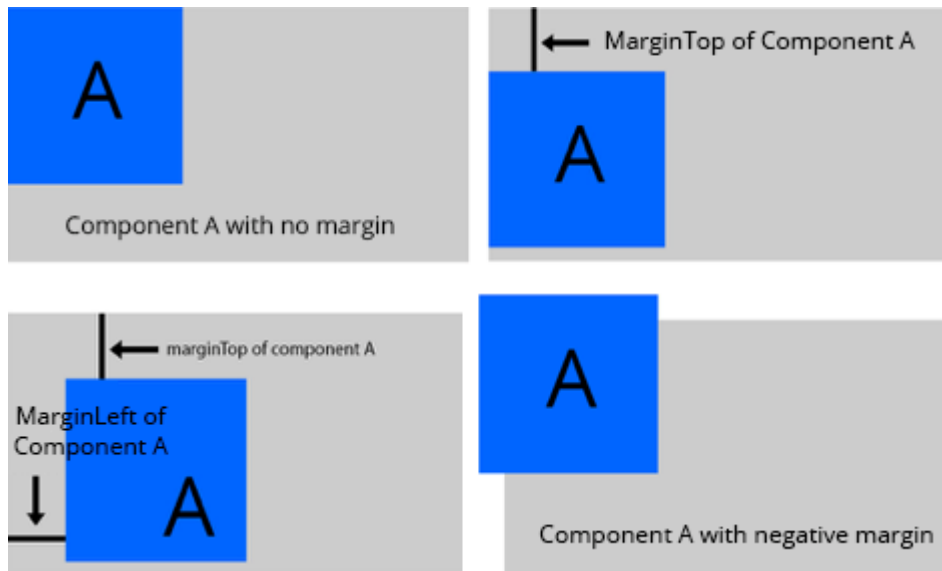 A
Component A with no margin
MarginTop of Component A
A
marginTop of component A
MarginLeft of
Component A
A
A
Component A with negative margin